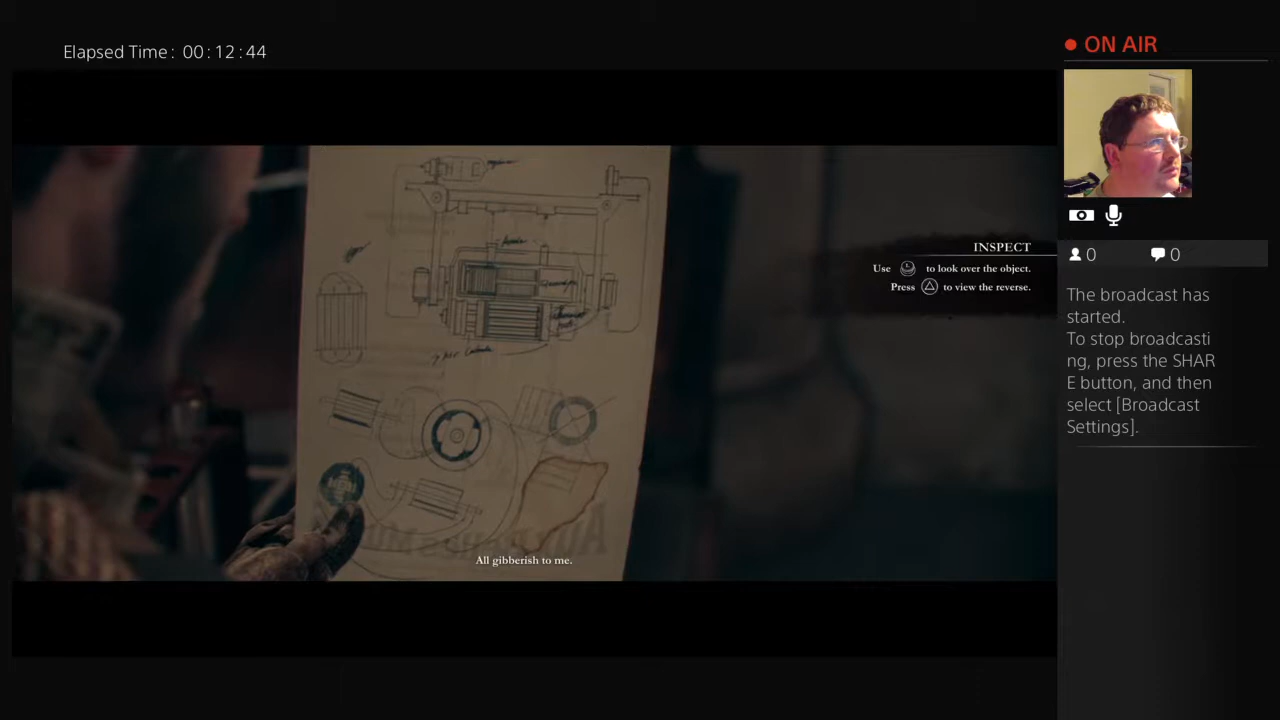 Elapsed Time: 00:12:44
ON AIR
INSPECT
Use L to look over the object.
Press to view the reverse.
0 0
The broadcast has
started.
To stop broadcasti
ng, press the SHAR
E button, and then
select [Broadcast
Settings].
All gibberish to me.